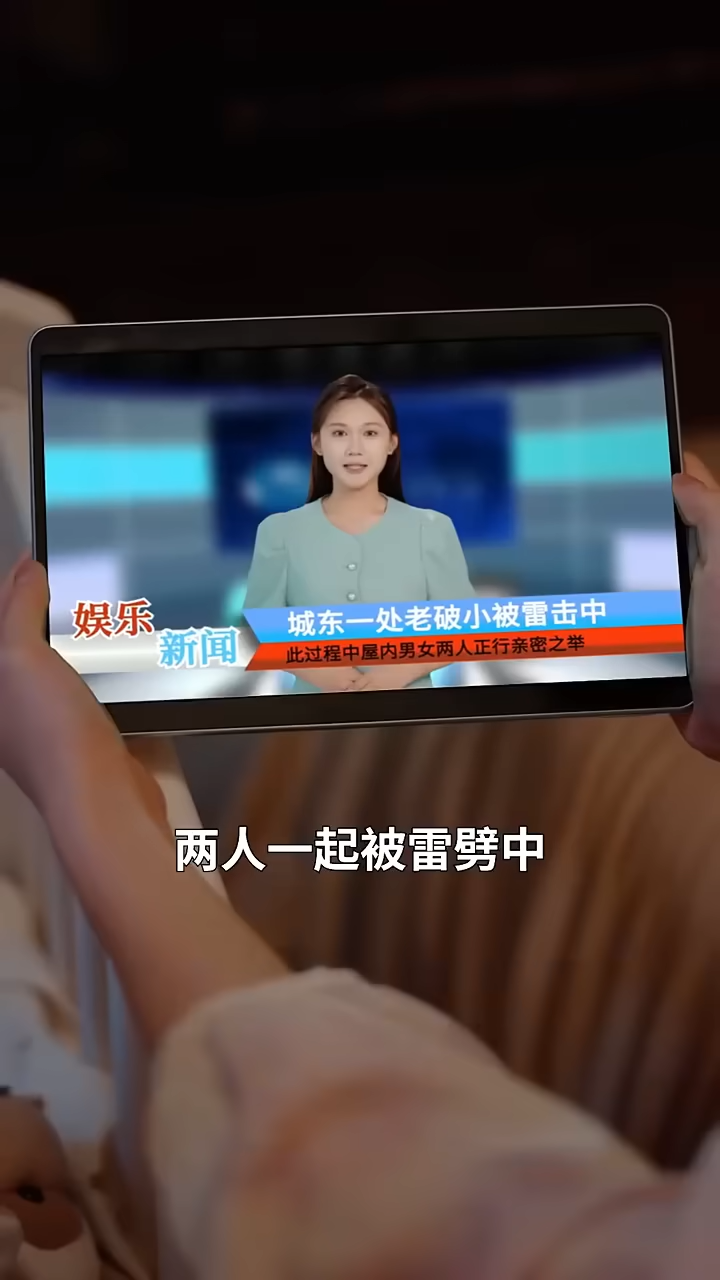 娱乐
新闻
城东一处老破小被雷击中
此过程中屋内男女两人正行亲密之举
两人一起被雷劈中